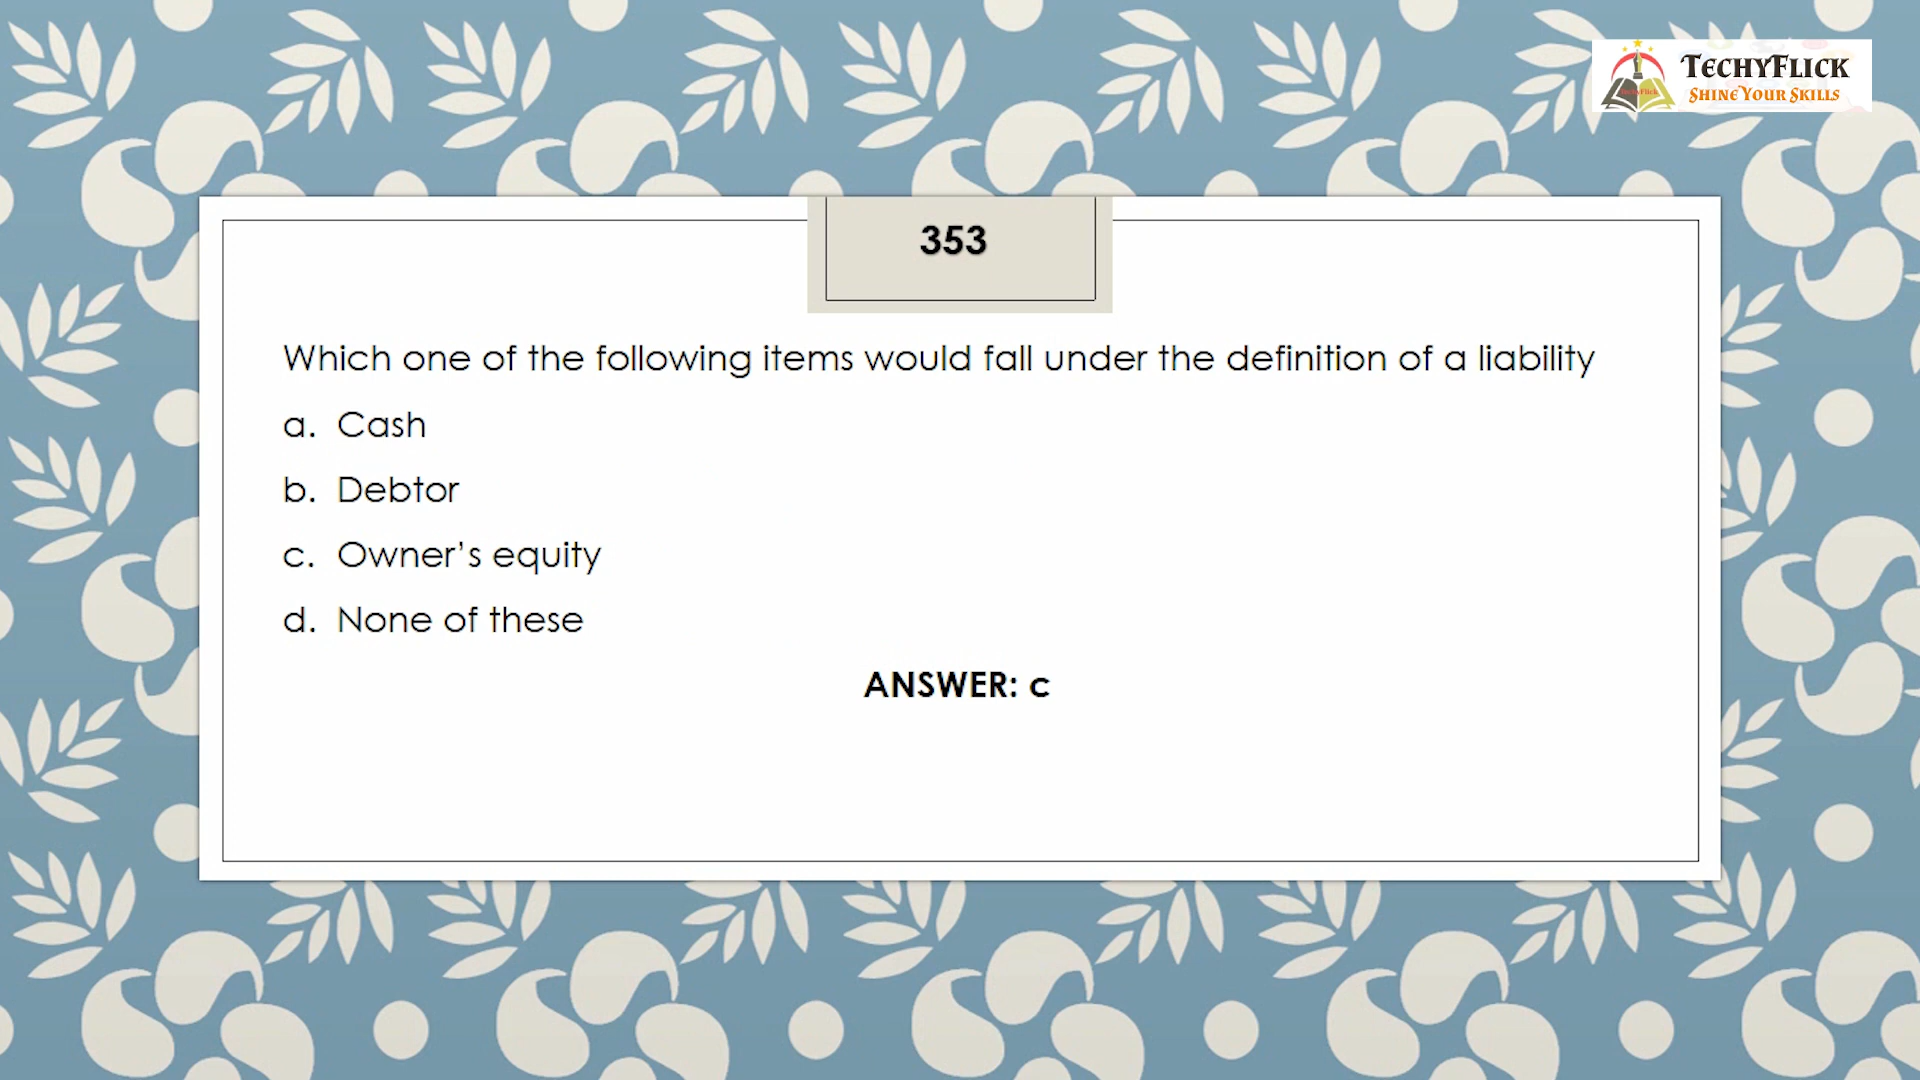 TECHYFLICK
SHINE YOUR SKILLS
353
Which one of the following items would fall under the definition of a liability
a. Cash
b. Debtor
c. Owner’s equity
d. None of these
ANSWER: c